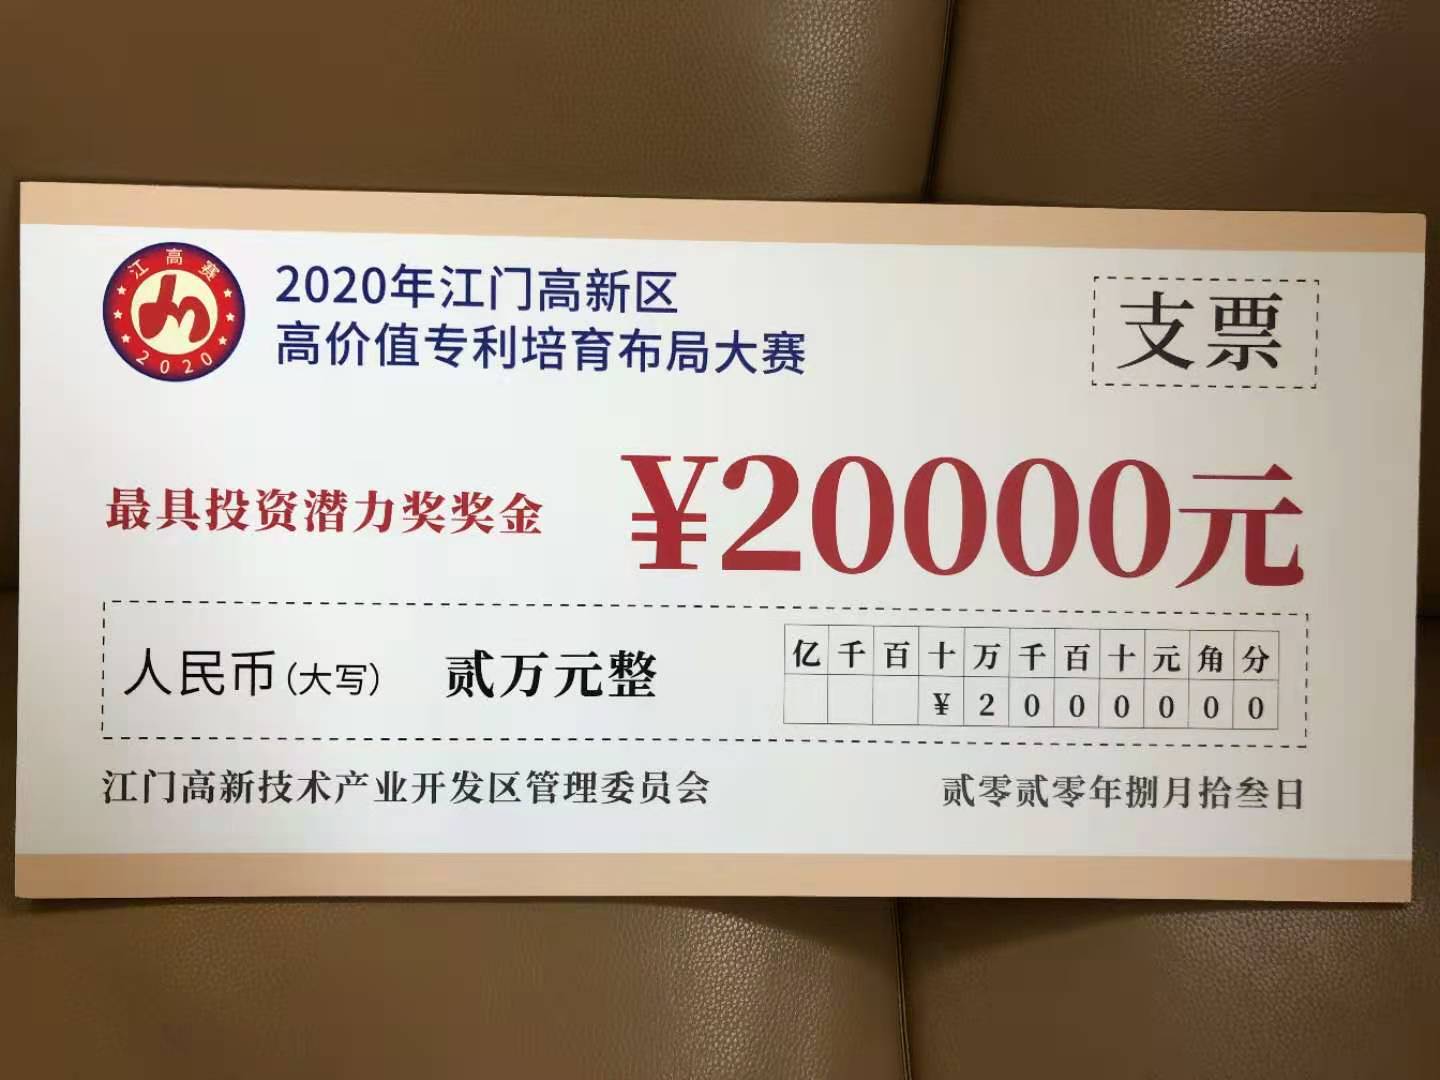 江高赛
2020
2020年江门高新区
高价值专利培育布局大赛
支票
最具投资潜力奖奖金
¥20000元
人民币(大写) 贰万元整
亿千百十万千百十元角分
¥2000000
江门高新技术产业开发区管理委员会
贰零贰零年捌月拾叁日